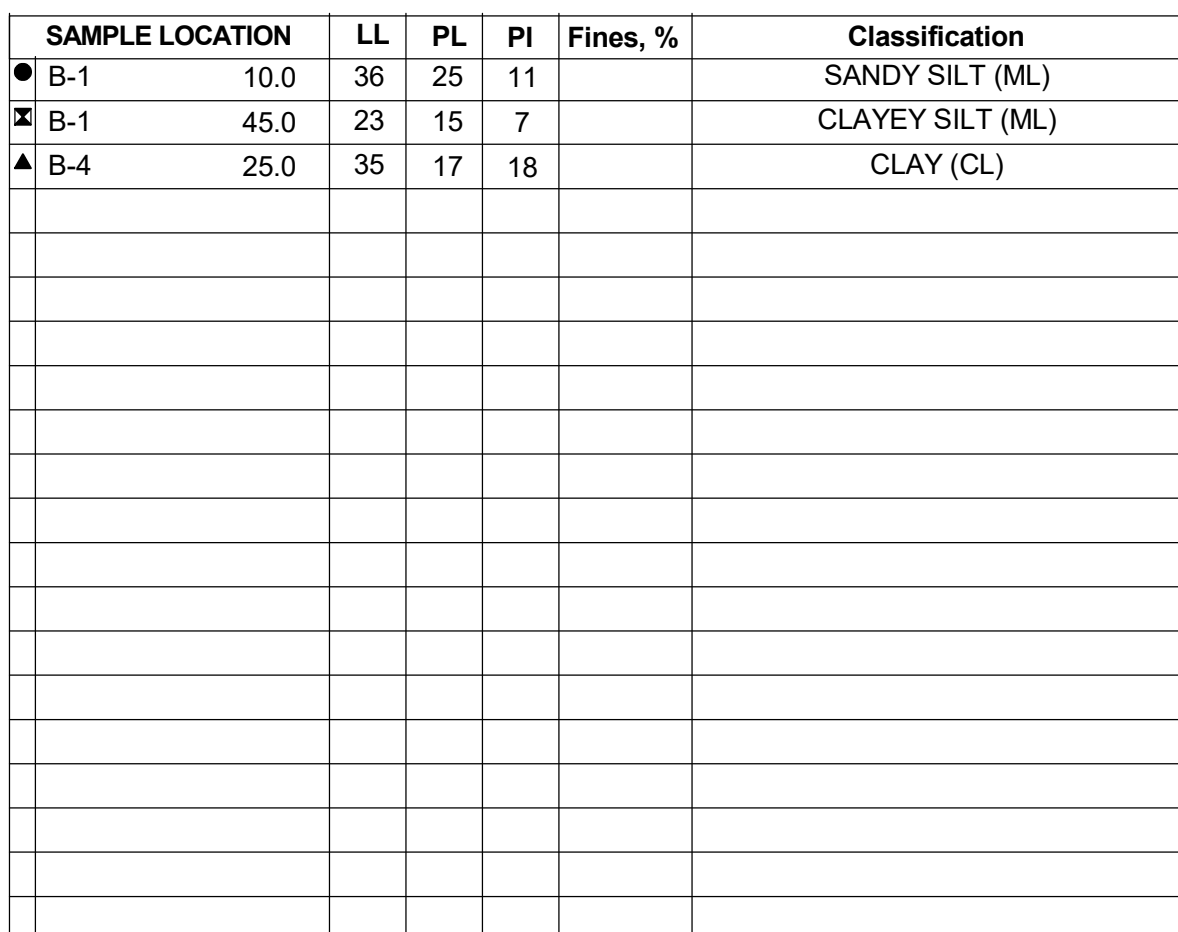 SAMPLE LOCATION LL PL PI Fines, % Classification
B-1 10.0 36 25 11 SANDY SILT (ML)
B-1 45.0 23 15 7 CLAYEY SILT (ML)
B-4 25.0 35 17 18 CLAY (CL)